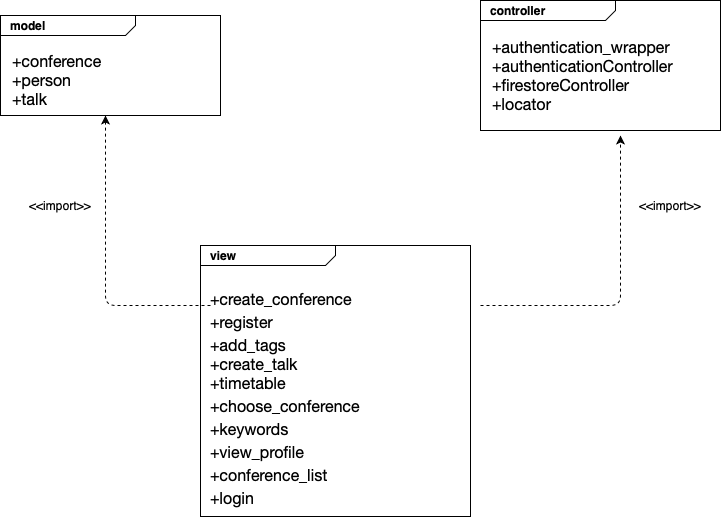 model
+conference
+person
+talk
controller
+authentication_wrapper
+authenticationController
+firestoreController
+locator
<<import>>
<<import>>
view
+create_conference
+register
+add_tags
+create_talk
+timetable
+choose_conference
+keywords
+view_profile
+conference_list
+login